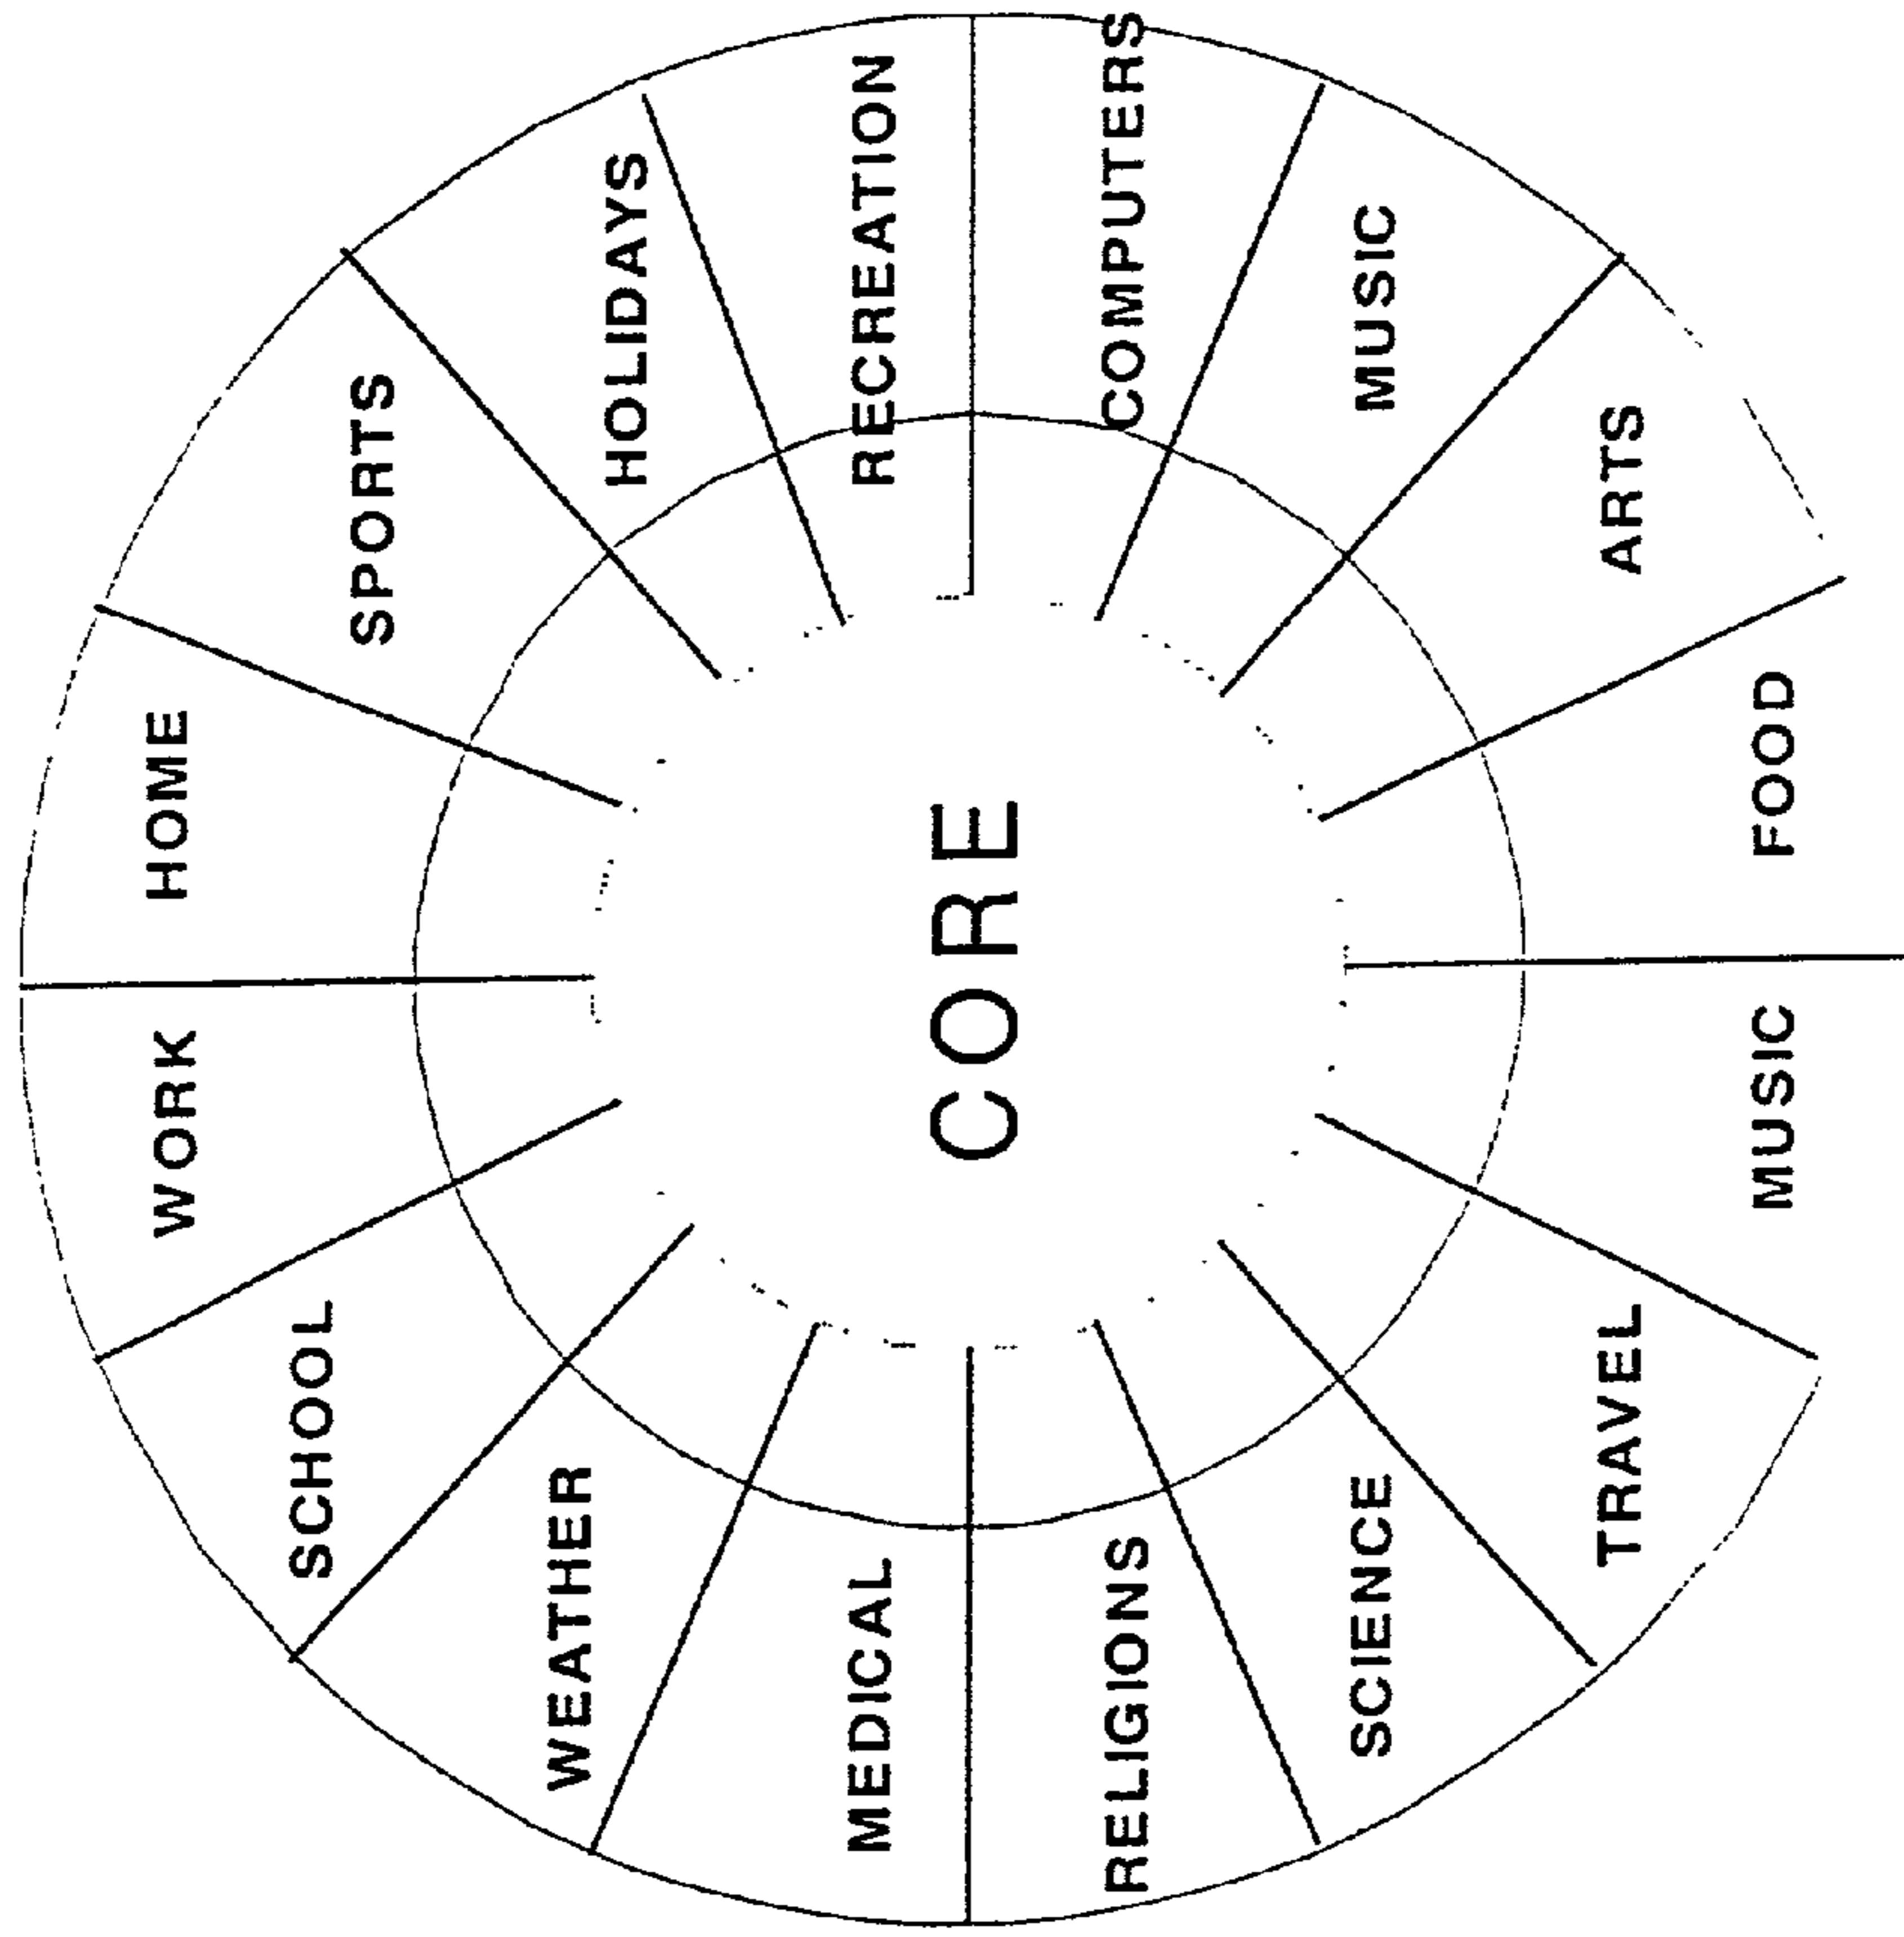 WORK
HOME
SCHOOL
SPORTS
WEATHER
HOLIDAYS
MEDICAL
RECREATION
CORE
RELIGIONS
COMPUTERS
SCIENCE
MUSIC
TRAVEL
ARTS
MUSIC
FOOD